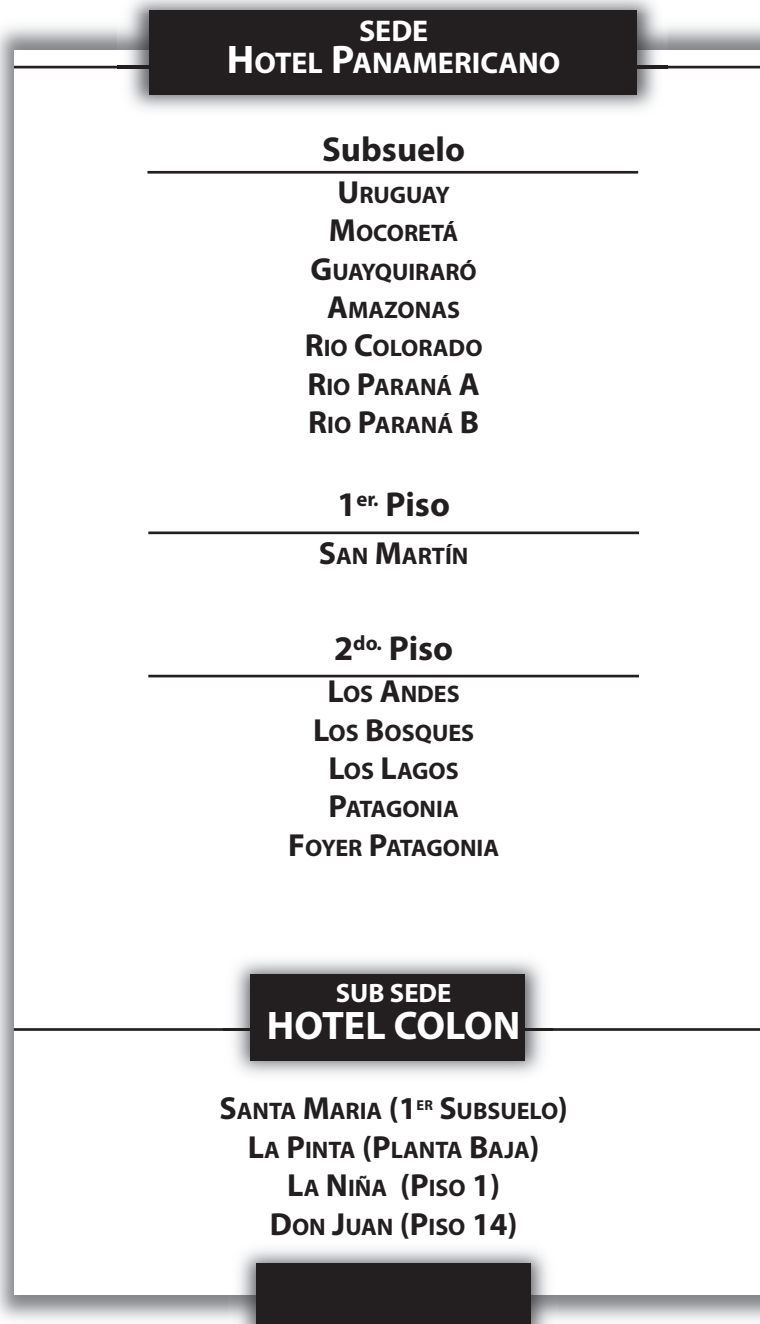 SEDE
HOTEL PANAMERICANO
Subsuelo
URUGUAY
MOCORETÁ
GUAYQUIRARÓ
AMAZONAS
RIO COLORADO
RIO PARANÁ A
RIO PARANÁ B
1er. Piso
SAN MARTÍN
2do. Piso
LOS ANDES
LOS BOSQUES
LOS LAGOS
PATAGONIA
FOYER PATAGONIA
SUB SEDE
HOTEL COLON
SANTA MARIA (1ER SUBSUELO)
LA PINTA (PLANTA BAJA)
LA NIÑA (PISO 1)
DON JUAN (PISO 14)